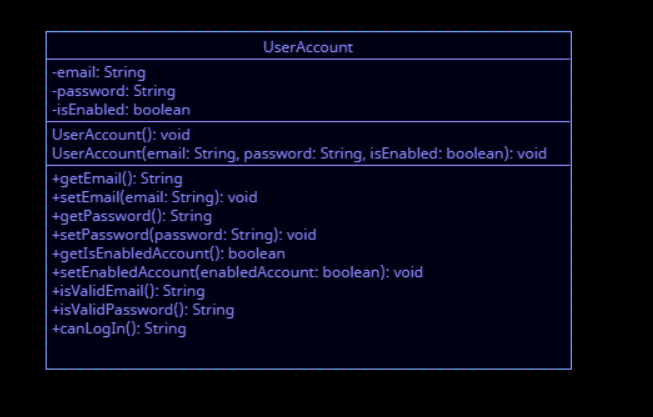 UserAccount
-email: String
-password: String
-isEnabled: boolean
UserAccount(): void
UserAccount(email: String, password: String, isEnabled: boolean): void
+getEmail(): String
+setEmail(email: String): void
+getPassword(): String
+setPassword(password: String): void
+getIsEnabledAccount(): boolean
+setEnabledAccount(enabledAccount: boolean): void
+isValidEmail(): String
+isValidPassword(): String
+canLogIn(): String